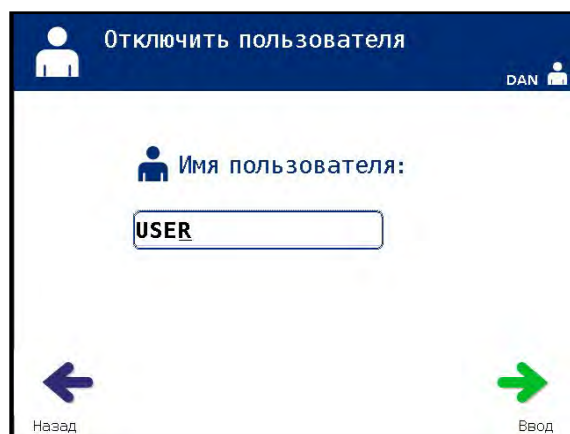 Отключить пользователя
DAN
Имя пользователя:
USER
Назад
Ввод